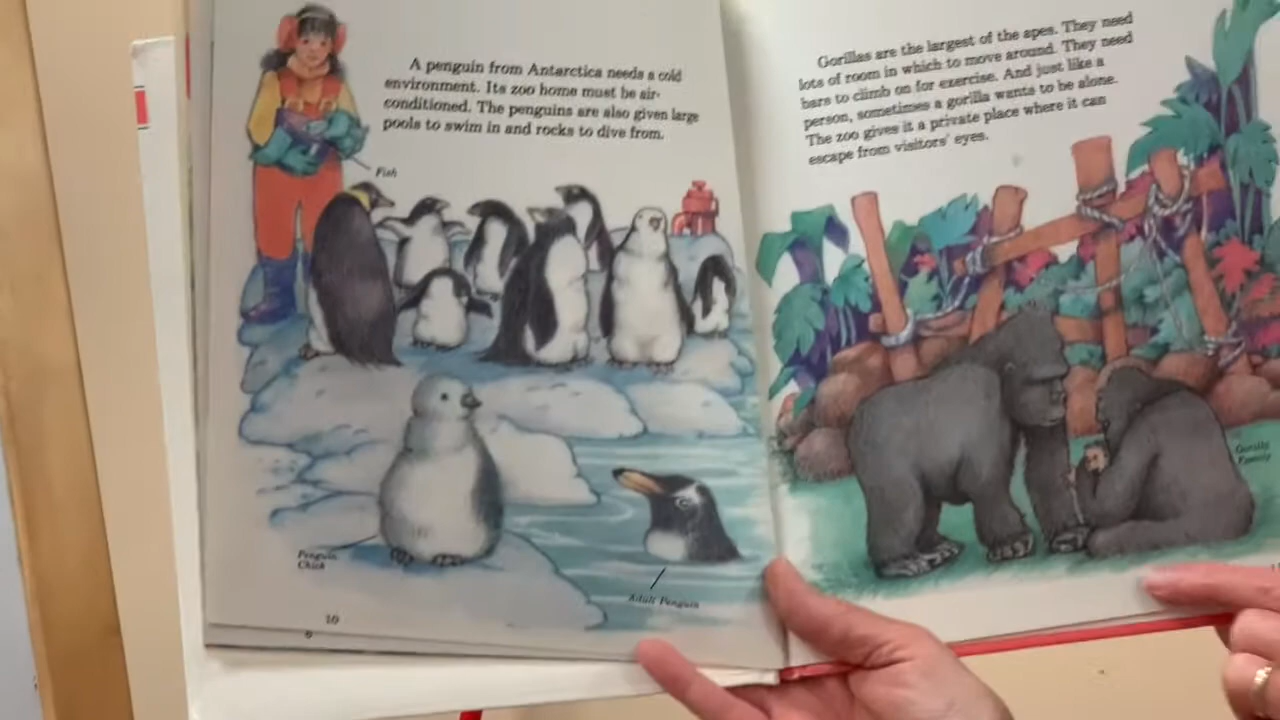 A penguin from Antarctica needs a cold
environment. Its zoo home must be air-
conditioned. The penguins are also given large
pools to swim in and rocks to dive from.
Fish
Penguin
Chick
Adult Penguin
10
Gorillas are the largest of the apes. They need
lots of room in which to move around. They need
bars to climb on for exercise. And just like a
person, sometimes a gorilla wants to be alone.
The zoo gives it a private place where it can
escape from visitors' eyes.
Gorilla
Family